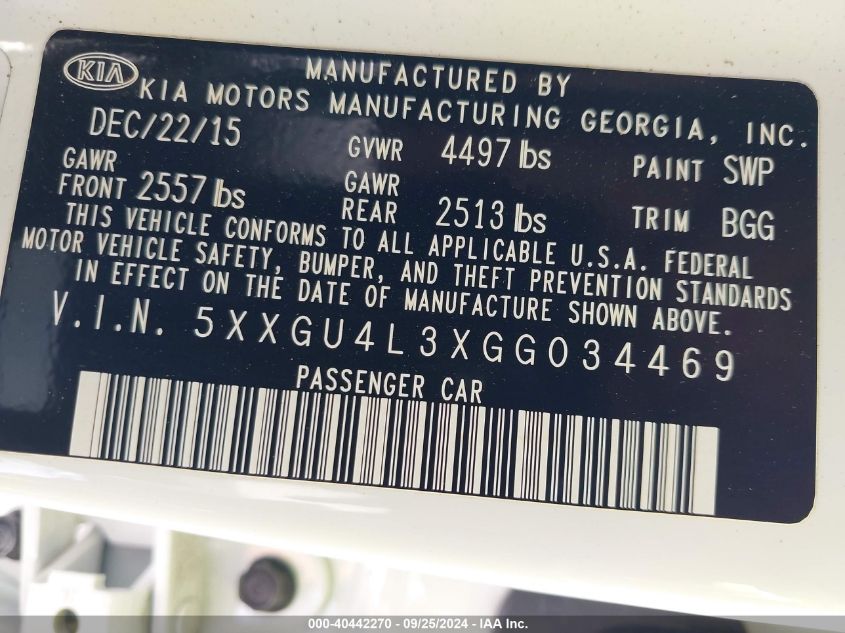 KIA
MANUFACTURED BY
KIA MOTORS MANUFACTURING GEORGIA, INC.
DEC/22/15 GVWR 4497 lbs PAINT SWP
GAWR FRONT 2557 lbs GAWR REAR 2513 lbs TRIM BGG
THIS VEHICLE CONFORMS TO ALL APPLICABLE U.S.A. FEDERAL
MOTOR VEHICLE SAFETY, BUMPER, AND THEFT PREVENTION STANDARDS
IN EFFECT ON THE DATE OF MANUFACTURE SHOWN ABOVE.
V.I.N. 5XXGU4L3XGG034469
PASSENGER CAR
000-40442270 - 09/25/2024 - IAA Inc.